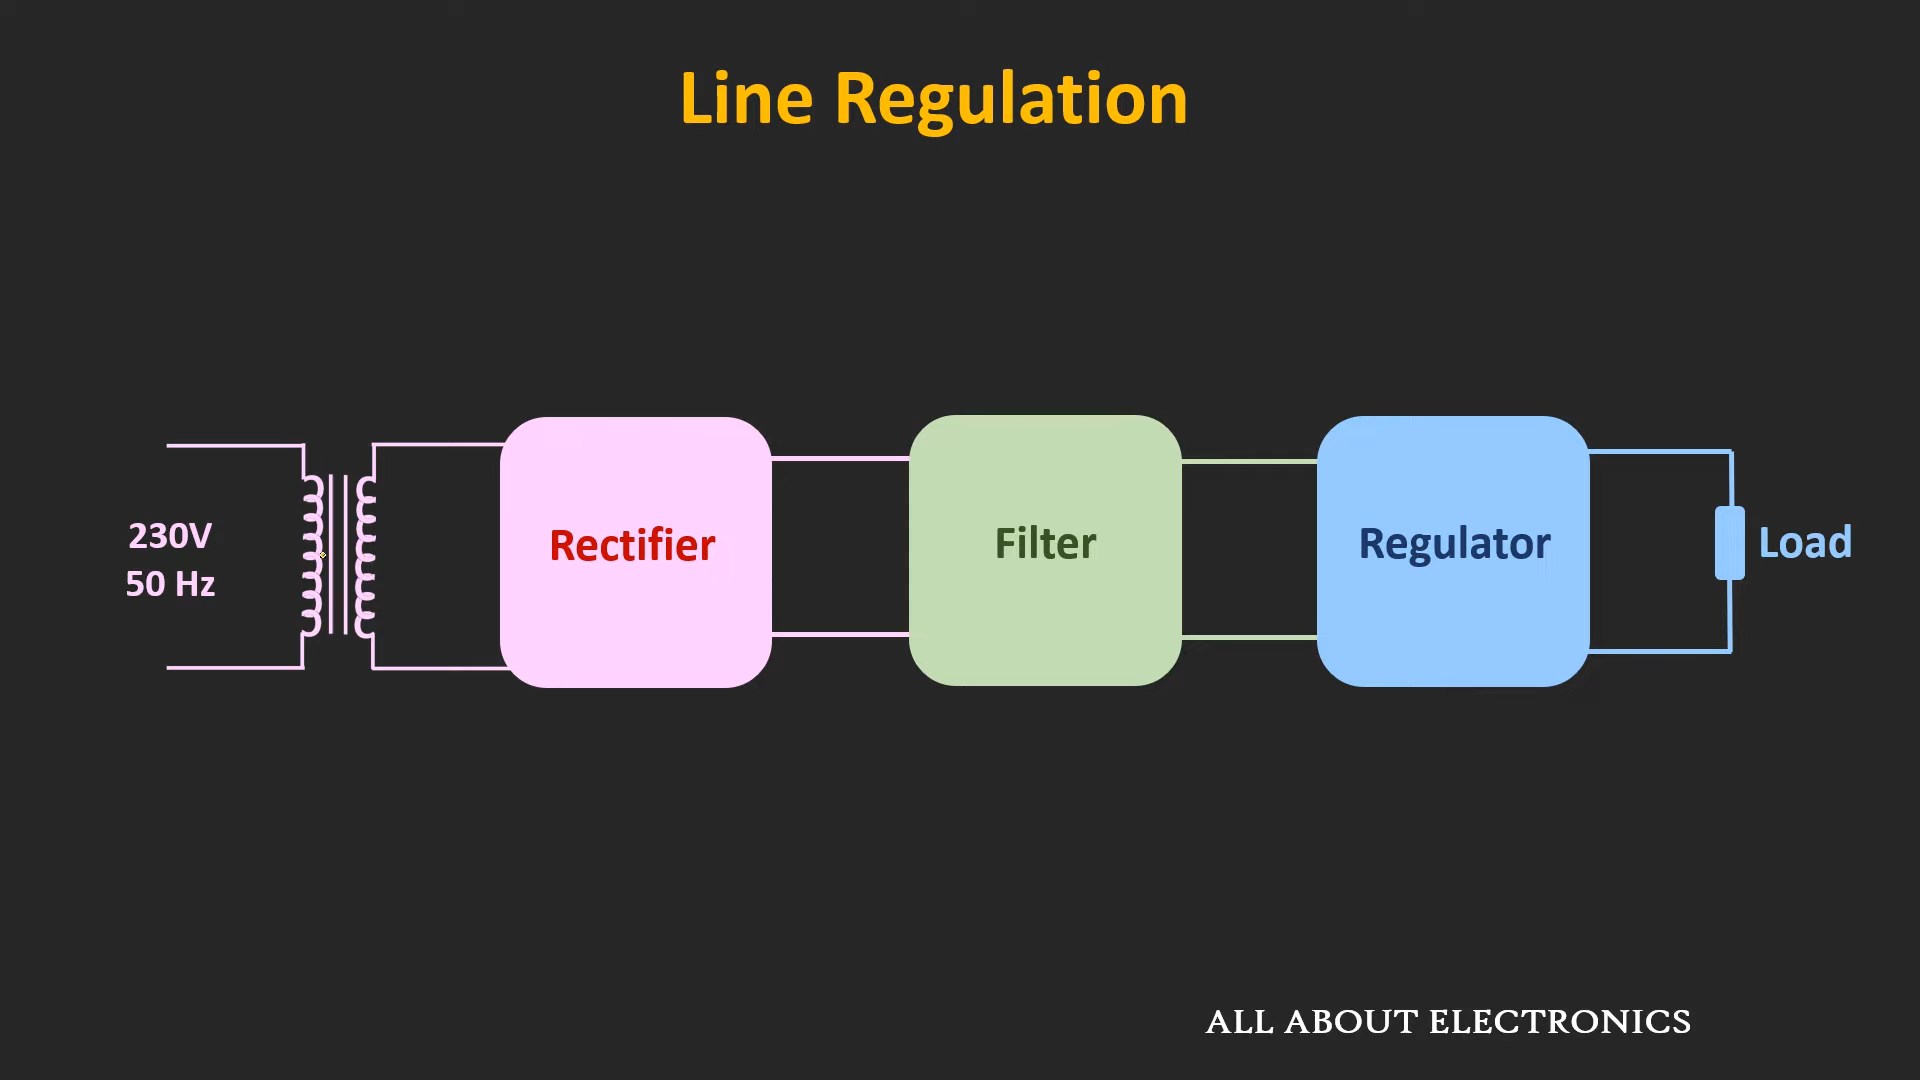 Line Regulation
230V
50 Hz
Rectifier
Filter
Regulator
Load
ALL ABOUT ELECTRONICS